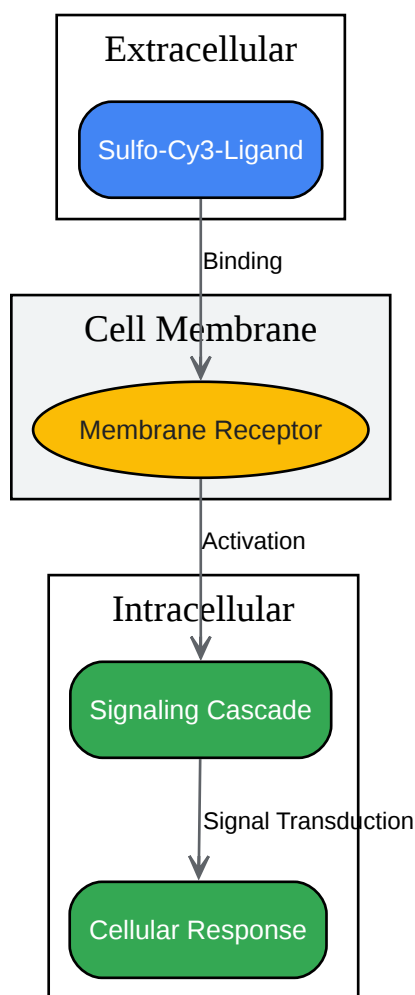 Extracellular
Sulfo-Cy3-Ligand
Binding
Cell Membrane
Membrane Receptor
Activation
Intracellular
Signaling Cascade
Signal Transduction
Cellular Response